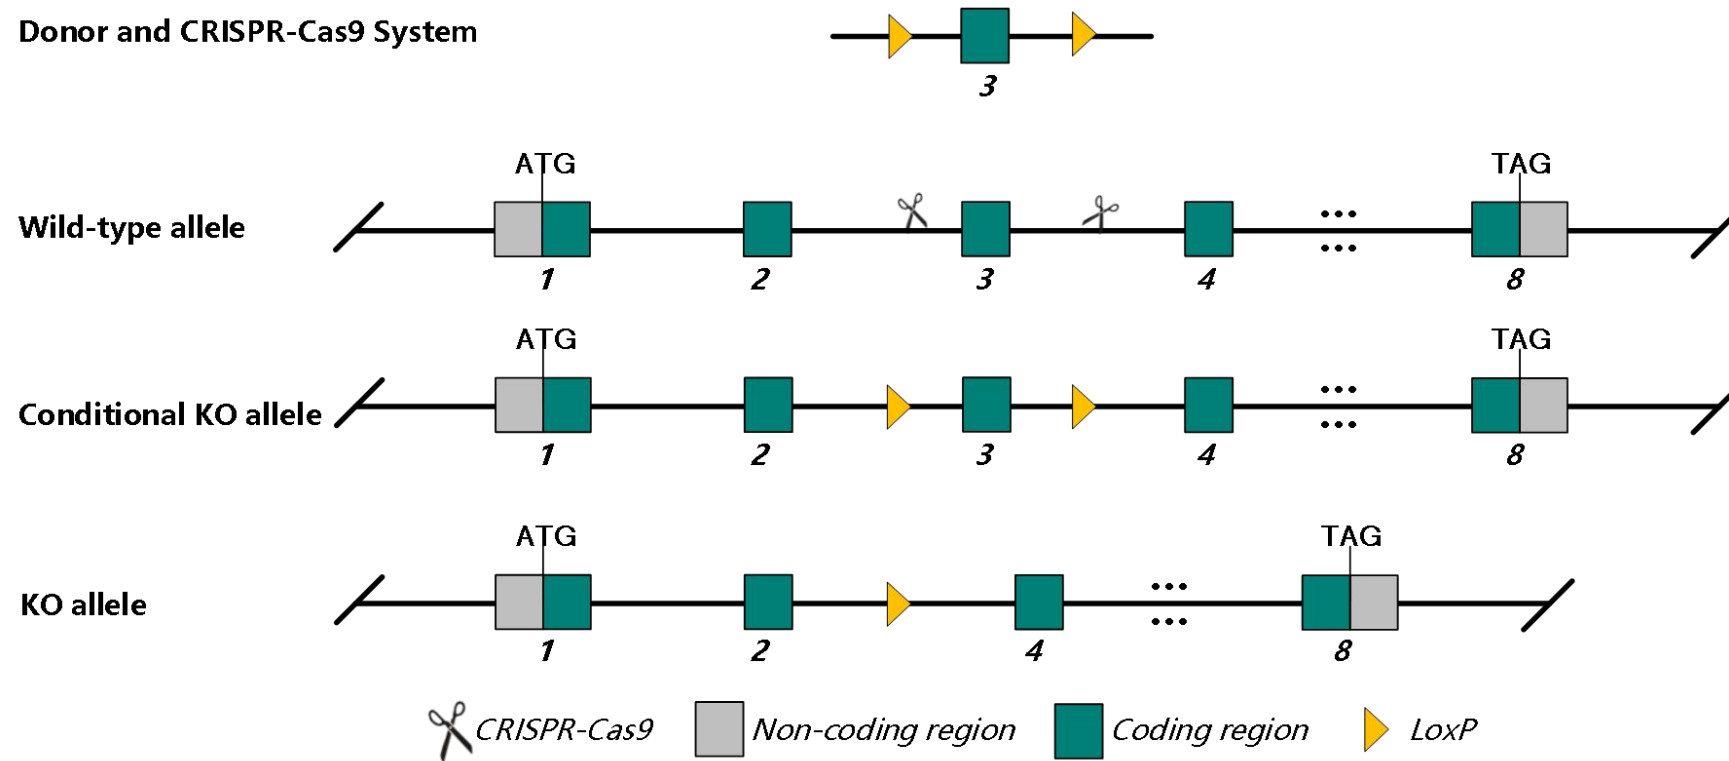 Donor and CRISPR-Cas9 System
3
ATG TAG
Wild-type allele
1 2 3 4 8
ATG TAG
Conditional KO allele
1 2 3 4 8
ATG TAG
KO allele
1 2 4 8
CRISPR-Cas9 Non-coding region Coding region LoxP